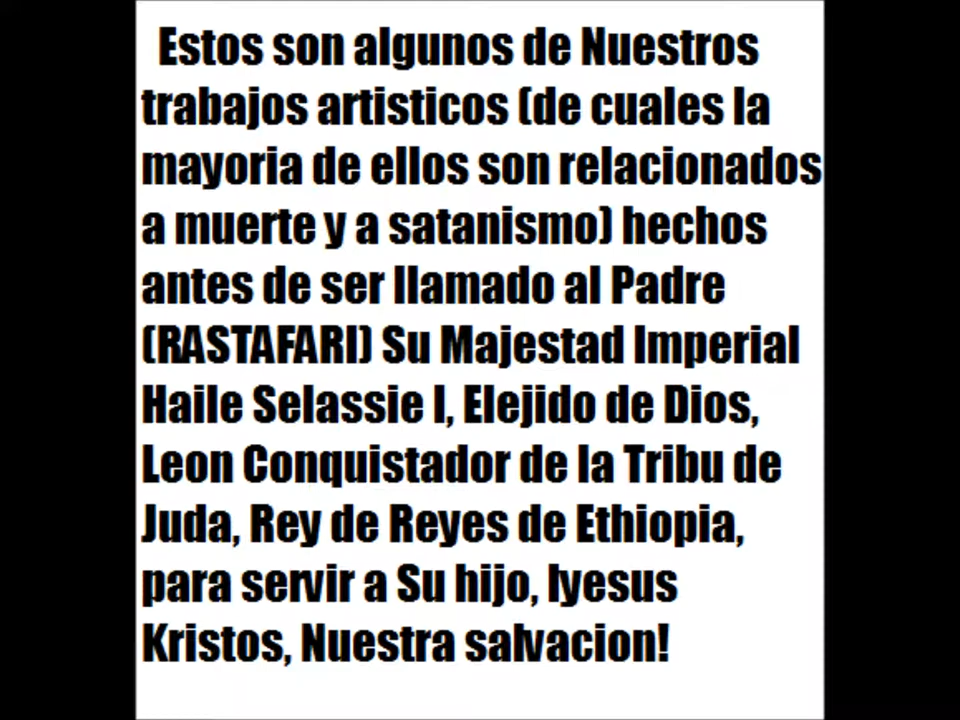 Estos son algunos de Nuestros
trabajos artisticos (de cuales la
mayoria de ellos son relacionados
a muerte y a satanismo) hechos
antes de ser llamado al Padre
(RASTAFARI) Su Majestad Imperial
Haile Selassie I, Elejido de Dios,
Leon Conquistador de la Tribu de
Juda, Rey de Reyes de Ethiopia,
para servir a Su hijo, Iyesus
Kristos, Nuestra salvacion!